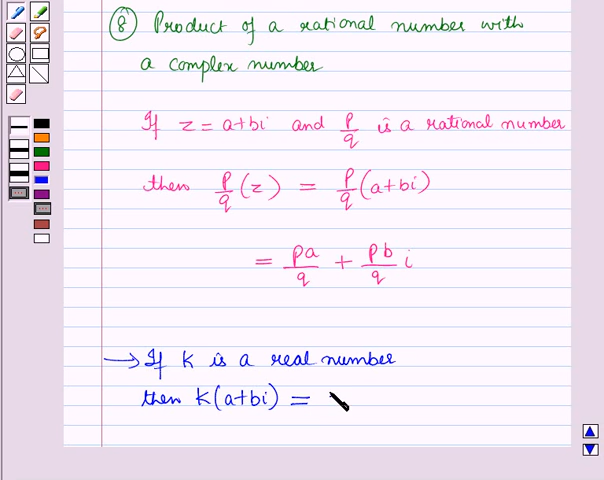 (8) Product of a rational number with
a complex number
If z = a+bi and p/q is a rational number
then p/q (z) = p/q (a+bi)
= pa/q + pb/q i
→ If K is a real number
then K(a+bi) =